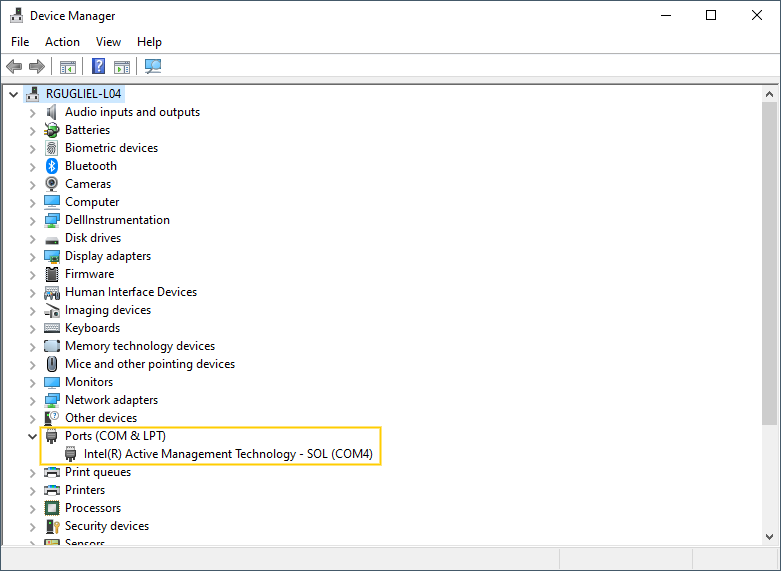 Device Manager
File Action View Help
RGUGLIEL-L04
Audio inputs and outputs
Batteries
Biometric devices
Bluetooth
Cameras
Computer
DellInstrumentation
Disk drives
Display adapters
Firmware
Human Interface Devices
Imaging devices
Keyboards
Memory technology devices
Mice and other pointing devices
Monitors
Network adapters
Other devices
Ports (COM & LPT)
Intel(R) Active Management Technology - SOL (COM4)
Print queues
Printers
Processors
Security devices
Sensors